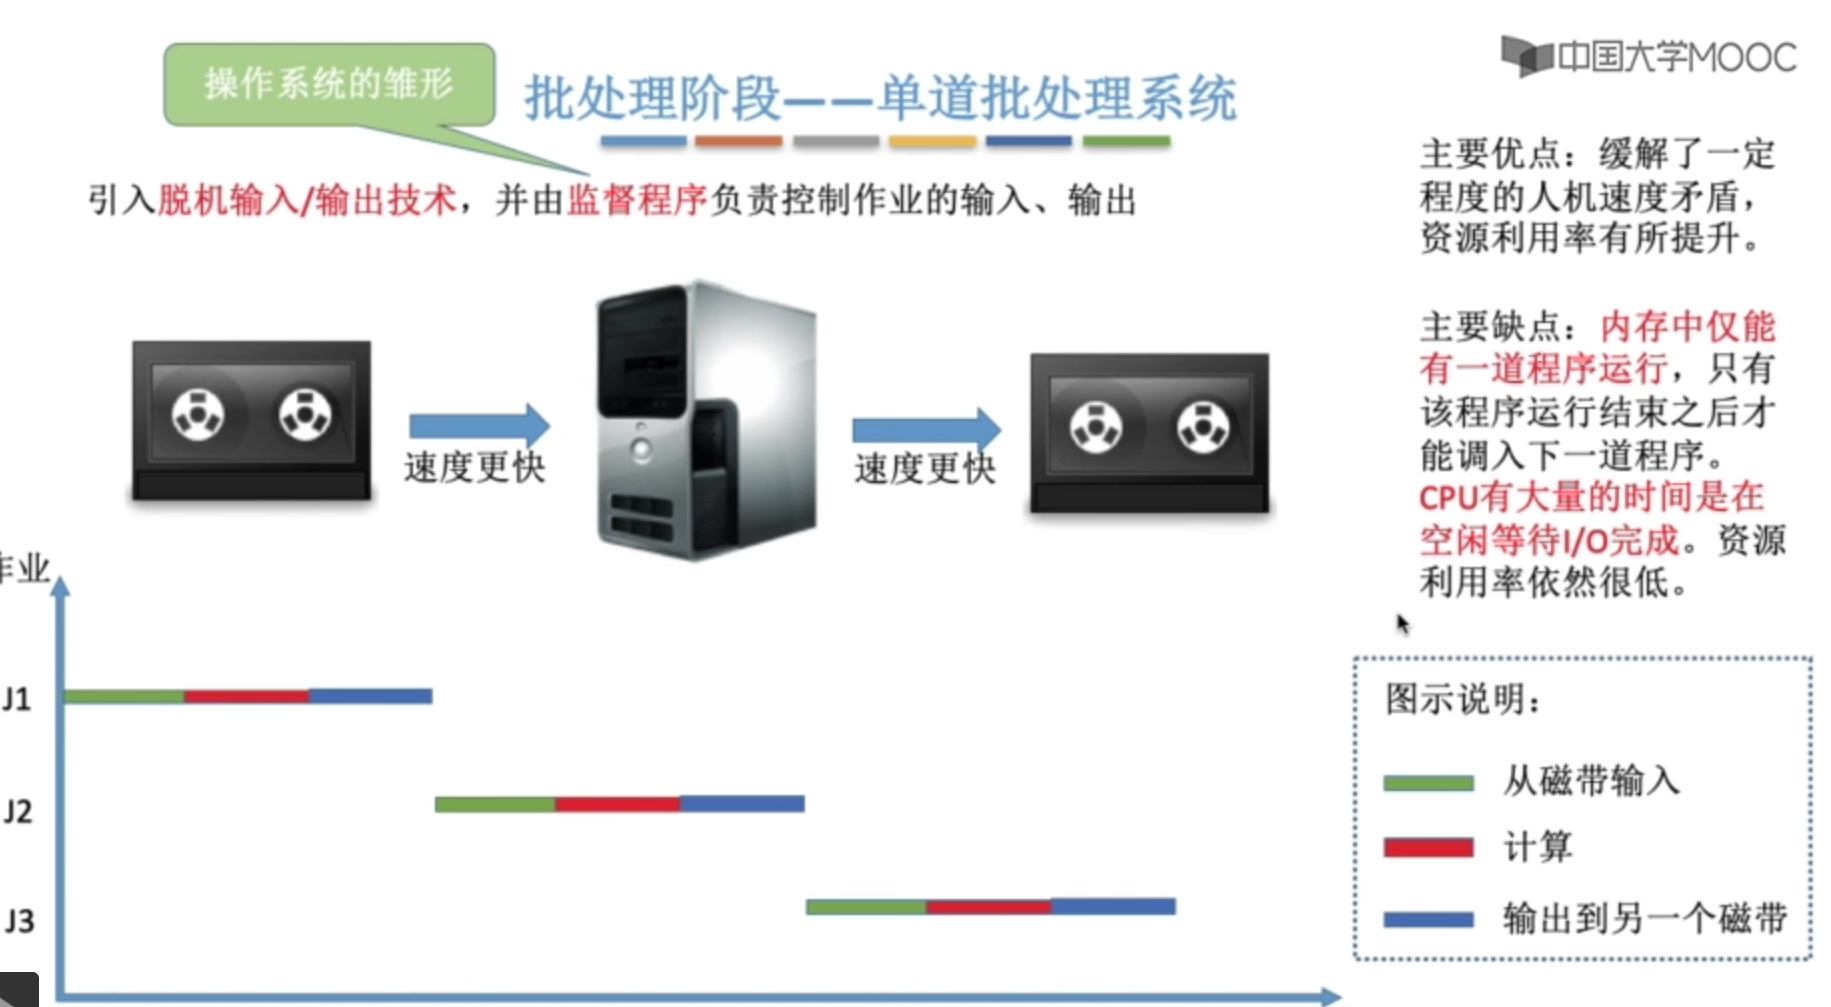 操作系统的雏形
批处理阶段——单道批处理系统
中国大学MOOC
引入脱机输入/输出技术，并由监督程序负责控制作业的输入、输出
主要优点：缓解了一定
程度的人机速度矛盾，
资源利用率有所提升。
主要缺点：内存中仅能
有一道程序运行，只有
该程序运行结束之后才
能调入下一道程序。
CPU有大量的时间是在
空闲等待I/O完成。资源
利用率依然很低。
速度更快
速度更快
作业
J1
J2
J3
图示说明：
从磁带输入
计算
输出到另一个磁带